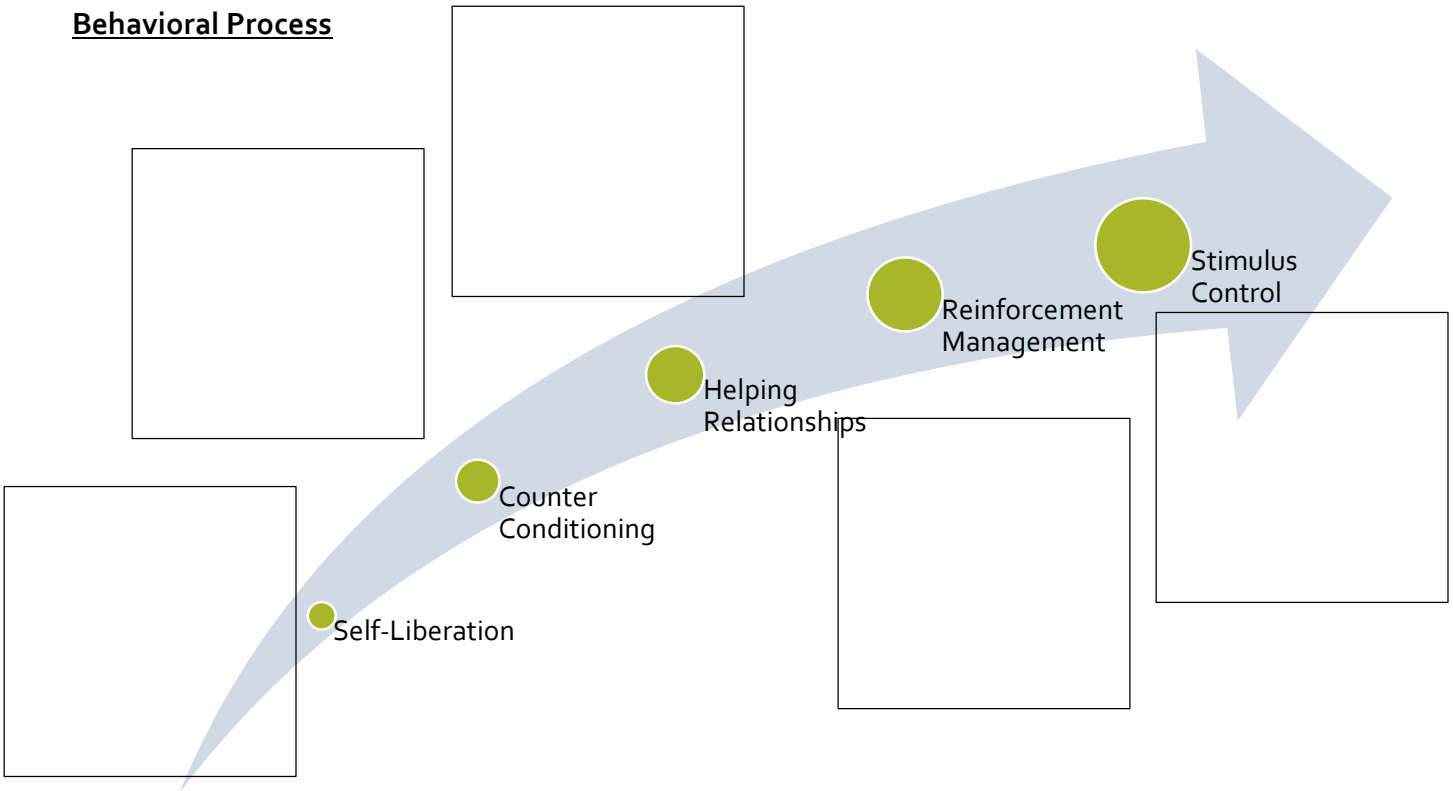 Behavioral Process
Stimulus
Control
Reinforcement
Management
Helping
Relationships
Counter
Conditioning
Self-Liberation